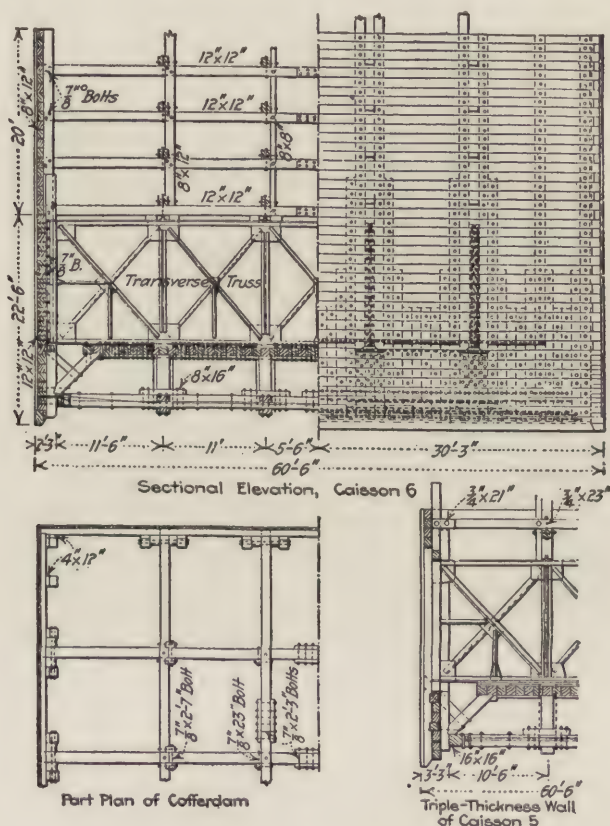 12"x12"
7/8"° Bolts
8"x12"
12"x12"
20'
8"x8"
8"x12"
12"x12"
7/8" B.
Transverse Truss
22'-6"
12"x12"
8"x16"
2'-3" 11'-6" 11' 5'-6" 30'-3"
60'-6"
Sectional Elevation, Caisson 6
3/4"x21" 3/4"x23"
4"x12"
7/8"x2'-7" Bolt
7/8"x23" Bolt
7/8"x2'-3" Bolts
16"x16"
3'-3" 10'-6"
60'-6"
Part Plan of Cofferdam
Triple-Thickness Wall
of Caisson 5